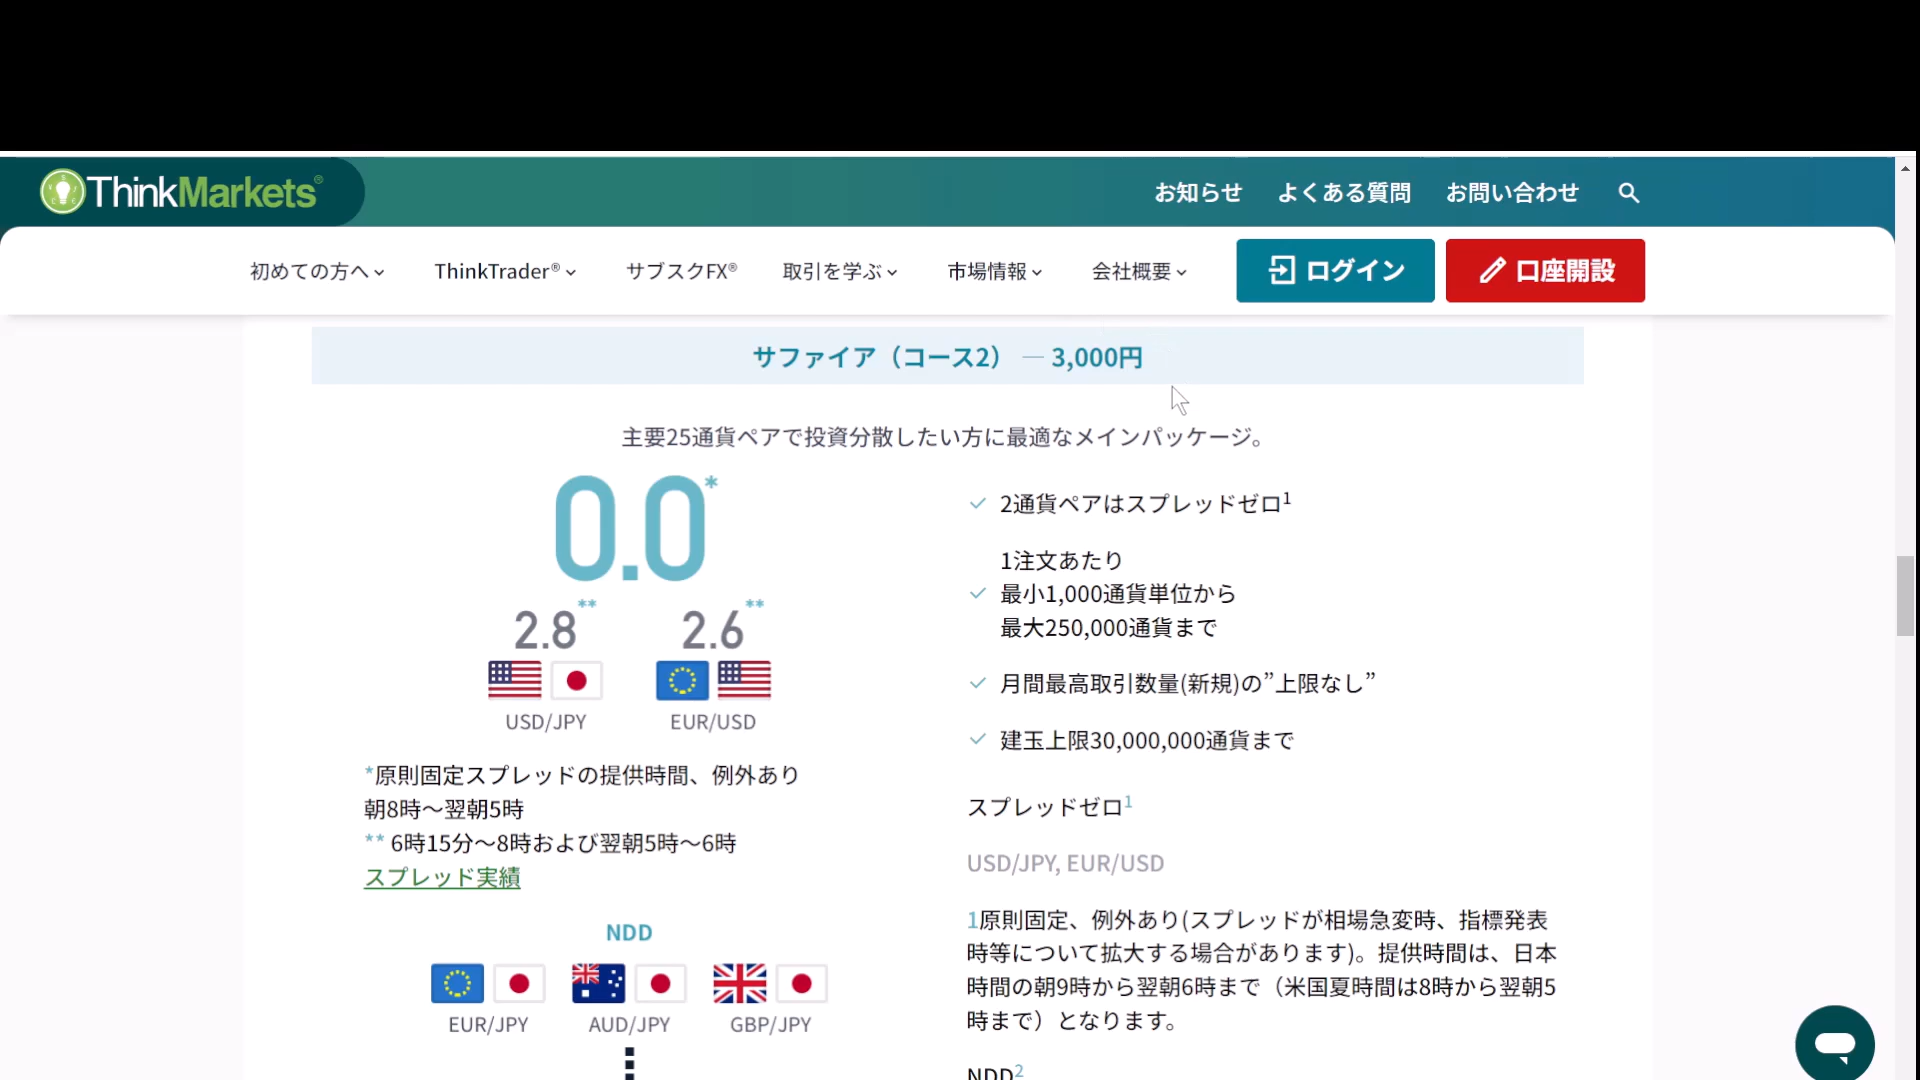 ThinkMarkets®
お知らせ よくある質問 お問い合わせ
初めての方へ ThinkTrader® サブスクFX® 取引を学ぶ 市場情報 会社概要 ログイン 口座開設
サファイア（コース2） — 3,000円
主要25通貨ペアで投資分散したい方に最適なメインパッケージ。
0.0*
2.8** 2.6**
USD/JPY EUR/USD
*原則固定スプレッドの提供時間、例外あり
朝8時～翌朝5時
** 6時15分～8時および翌朝5時～6時
スプレッド実績
NDD
EUR/JPY AUD/JPY GBP/JPY
2通貨ペアはスプレッドゼロ1
1注文あたり
最小1,000通貨単位から
最大250,000通貨まで
月間最高取引数量(新規)の”上限なし”
建玉上限30,000,000通貨まで
スプレッドゼロ1
USD/JPY, EUR/USD
1原則固定、例外あり(スプレッドが相場急変時、指標発表
時等について拡大する場合があります)。提供時間は、日本
時間の朝9時から翌朝6時まで（米国夏時間は8時から翌朝5
時まで）となります。
NDD2